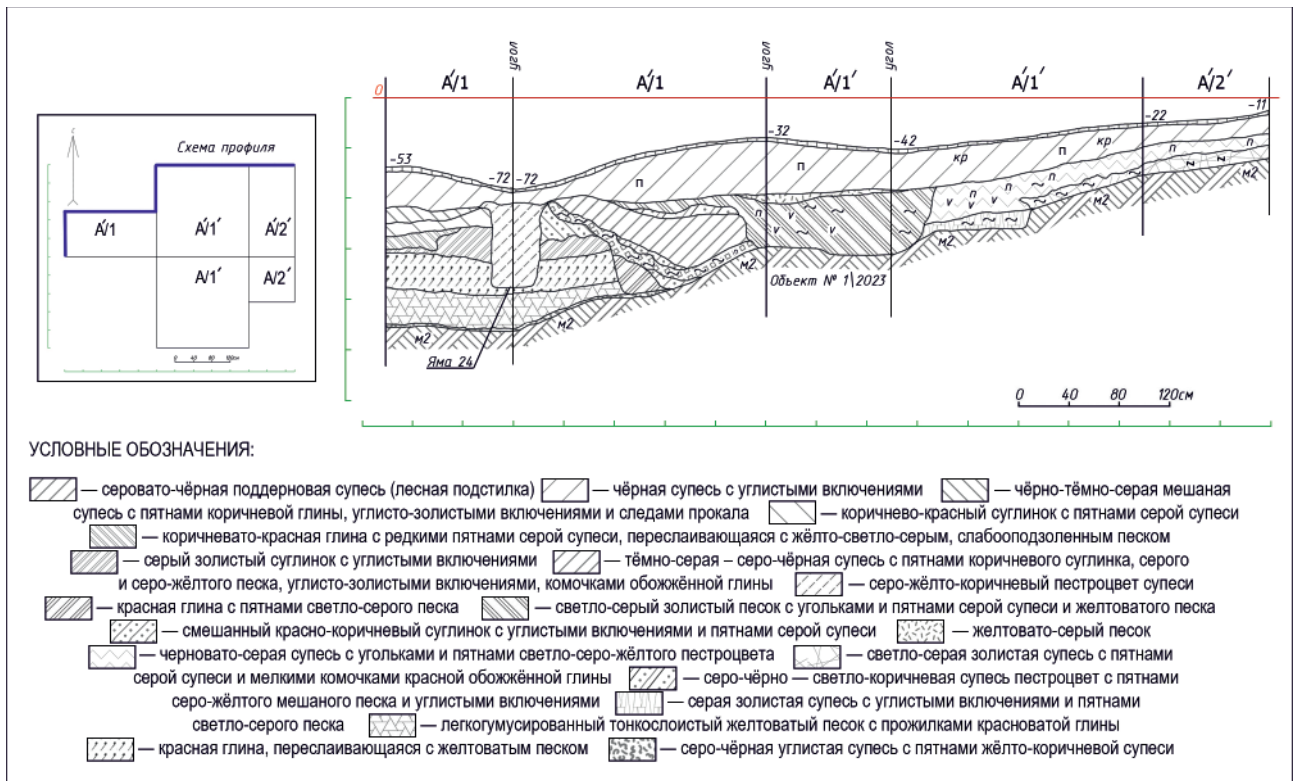 угол угол угол
А́/1 А́/1 А́/1′ А́/1′ А́/2′
0
-53 -72 -72 -32 -42 -22 -11
п п кр п кр
п п п п п п п z z
v v v v v v
м2 м2 м2 м2 м2
Объект № 1\2023
Яма 24
0 40 80 120см
Схема профиля
с
А́/1 А́/1′ А́/2′
А/1′ А/2′
0 40 80 120см
УСЛОВНЫЕ ОБОЗНАЧЕНИЯ:
— серовато-чёрная поддерновая супесь (лесная подстилка) — чёрная супесь с углистыми включениями — чёрно-тёмно-серая мешаная
супесь с пятнами коричневой глины, углисто-золистыми включениями и следами прокала — коричнево-красный суглинок с пятнами серой супеси
— коричневато-красная глина с редкими пятнами серой супеси, переслаивающаяся с жёлто-светло-серым, слабооподзоленным песком
— серый золистый суглинок с углистыми включениями — тёмно-серая – серо-чёрная супесь с пятнами коричневого суглинка, серого
и серо-жёлтого песка, углисто-золистыми включениями, комочками обожжённой глины — серо-жёлто-коричневый пестроцвет супеси
— красная глина с пятнами светло-серого песка — светло-серый золистый песок с угольками и пятнами серой супеси и желтоватого песка
— смешанный красно-коричневый суглинок с углистыми включениями и пятнами серой супеси — желтовато-серый песок
— черновато-серая супесь с угольками и пятнами светло-серо-жёлтого пестроцвета — светло-серая золистая супесь с пятнами
серой супеси и мелкими комочками красной обожжённой глины — серо-чёрно — светло-коричневая супесь пестроцвет с пятнами
серо-жёлтого мешаного песка и углистыми включениями — серая золистая супесь с углистыми включениями и пятнами
светло-серого песка — легкогумусированный тонкослоистый желтоватый песок с прожилками красноватой глины
— красная глина, переслаивающаяся с желтоватым песком — серо-чёрная углистая супесь с пятнами жёлто-коричневой супеси